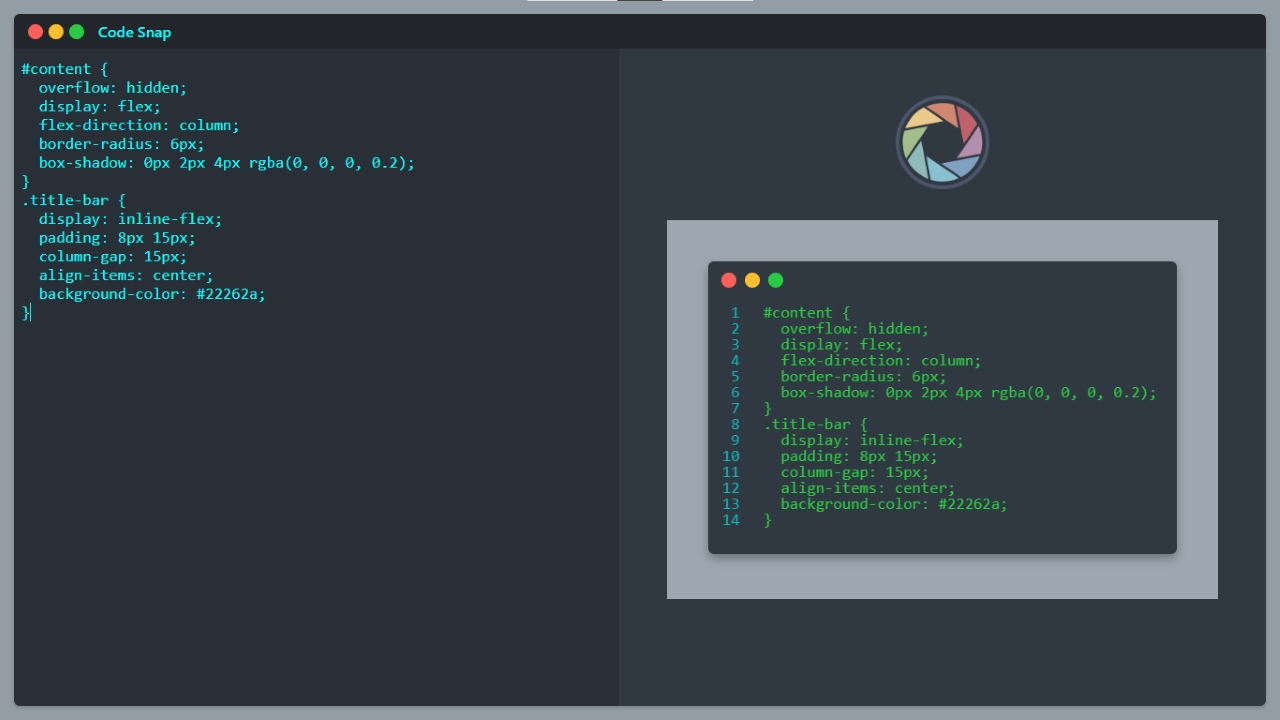 Code Snap
#content {
  overflow: hidden;
  display: flex;
  flex-direction: column;
  border-radius: 6px;
  box-shadow: 0px 2px 4px rgba(0, 0, 0, 0.2);
}
.title-bar {
  display: inline-flex;
  padding: 8px 15px;
  column-gap: 15px;
  align-items: center;
  background-color: #22262a;
}
1 #content {
2   overflow: hidden;
3   display: flex;
4   flex-direction: column;
5   border-radius: 6px;
6   box-shadow: 0px 2px 4px rgba(0, 0, 0, 0.2);
7 }
8 .title-bar {
9   display: inline-flex;
10   padding: 8px 15px;
11   column-gap: 15px;
12   align-items: center;
13   background-color: #22262a;
14 }